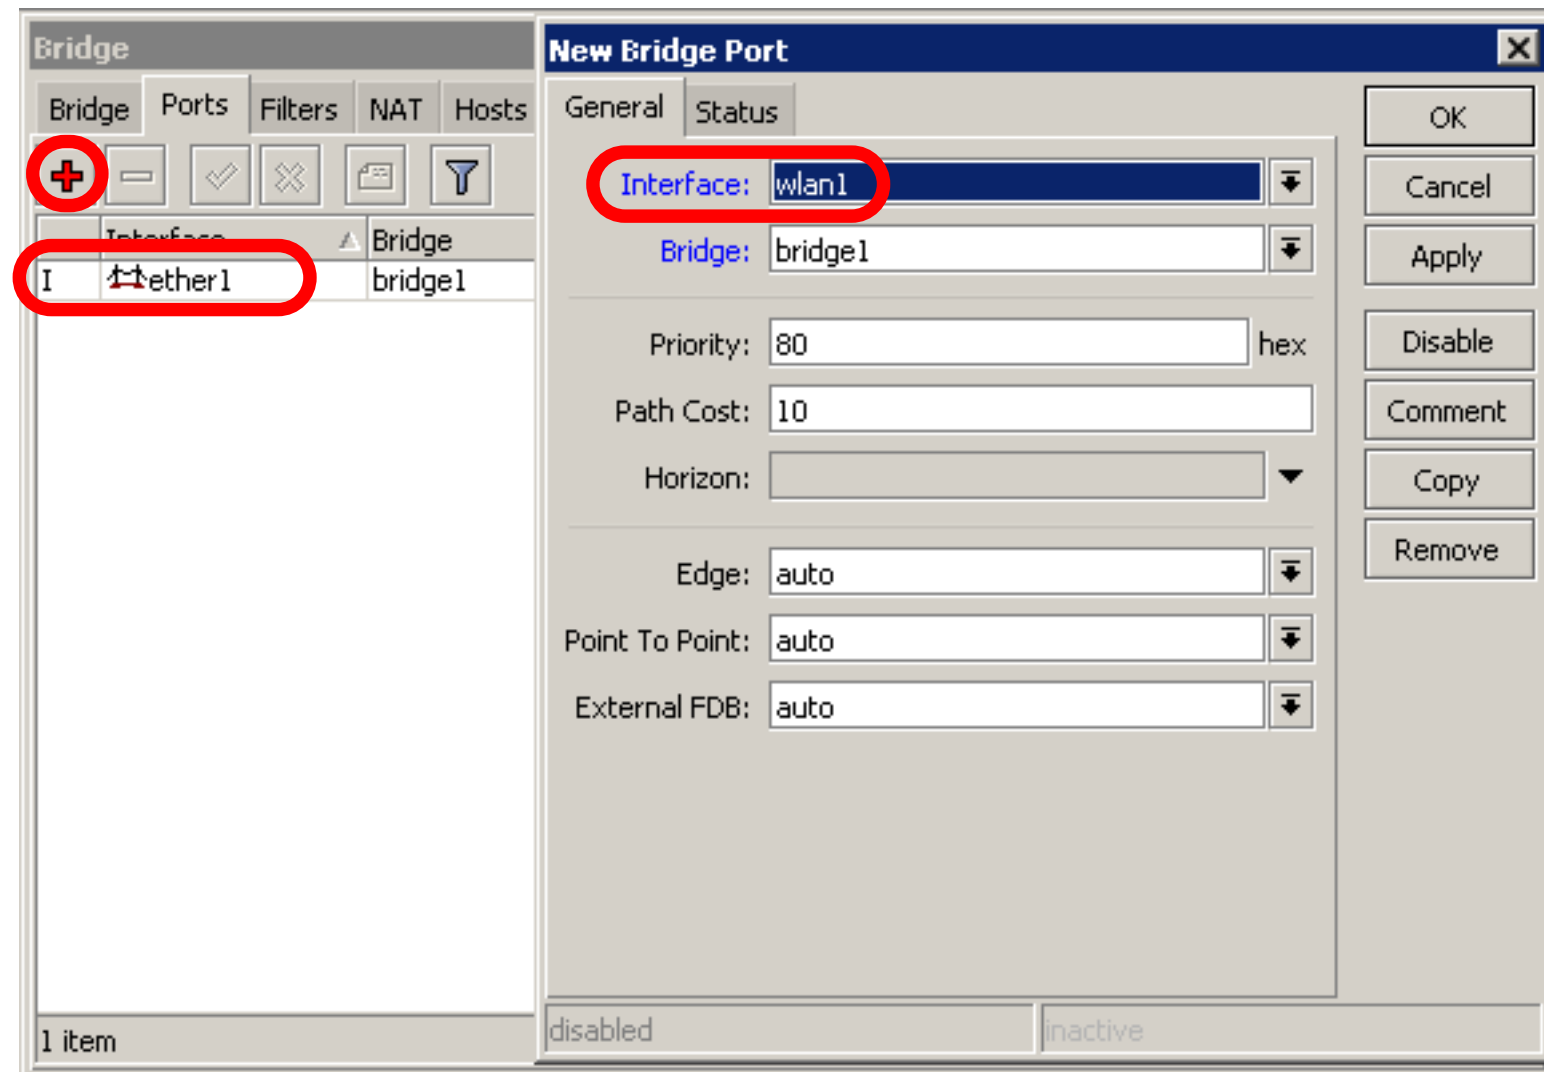 Bridge
Bridge Ports Filters NAT Hosts
Interface Bridge
I ether1 bridge1
1 item
New Bridge Port
General Status
Interface: wlan1
Bridge: bridge1
Priority: 80 hex
Path Cost: 10
Horizon:
Edge: auto
Point To Point: auto
External FDB: auto
OK
Cancel
Apply
Disable
Comment
Copy
Remove
disabled inactive